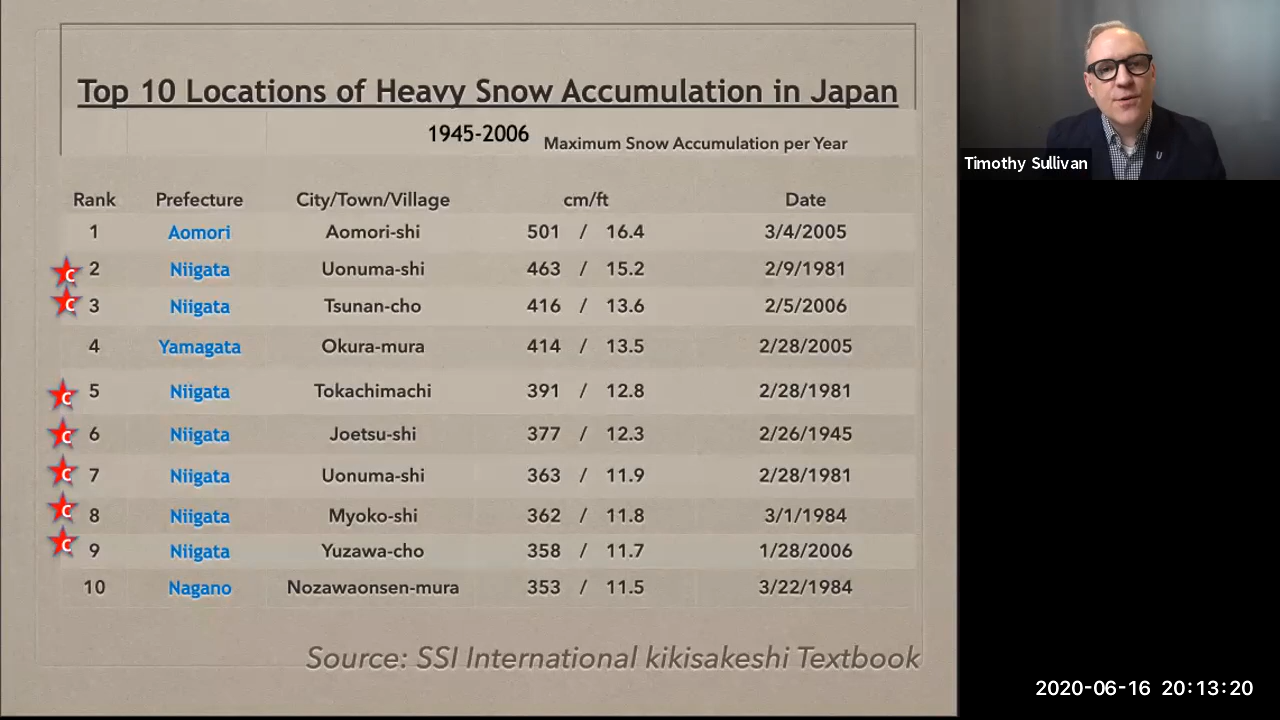 Top 10 Locations of Heavy Snow Accumulation in Japan
1945-2006 Maximum Snow Accumulation per Year
Rank Prefecture City/Town/Village cm/ft Date
1 Aomori Aomori-shi 501 / 16.4 3/4/2005
C 2 Niigata Uonuma-shi 463 / 15.2 2/9/1981
C 3 Niigata Tsunan-cho 416 / 13.6 2/5/2006
4 Yamagata Okura-mura 414 / 13.5 2/28/2005
C 5 Niigata Tokachimachi 391 / 12.8 2/28/1981
C 6 Niigata Joetsu-shi 377 / 12.3 2/26/1945
C 7 Niigata Uonuma-shi 363 / 11.9 2/28/1981
C 8 Niigata Myoko-shi 362 / 11.8 3/1/1984
C 9 Niigata Yuzawa-cho 358 / 11.7 1/28/2006
10 Nagano Nozawaonsen-mura 353 / 11.5 3/22/1984
Source: SSI International kikisakeshi Textbook
Timothy Sullivan
U
2020-06-16 20:13:20